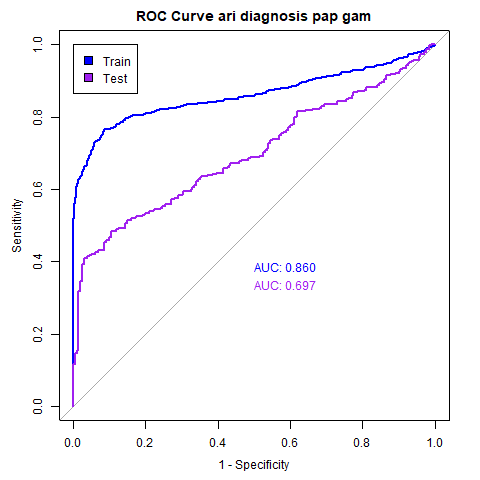 ROC Curve ari diagnosis pap gam
Train
Test
AUC: 0.860
AUC: 0.697
Sensitivity
1.0
0.8
0.6
0.4
0.2
0.0
0.0 0.2 0.4 0.6 0.8 1.0
1 - Specificity